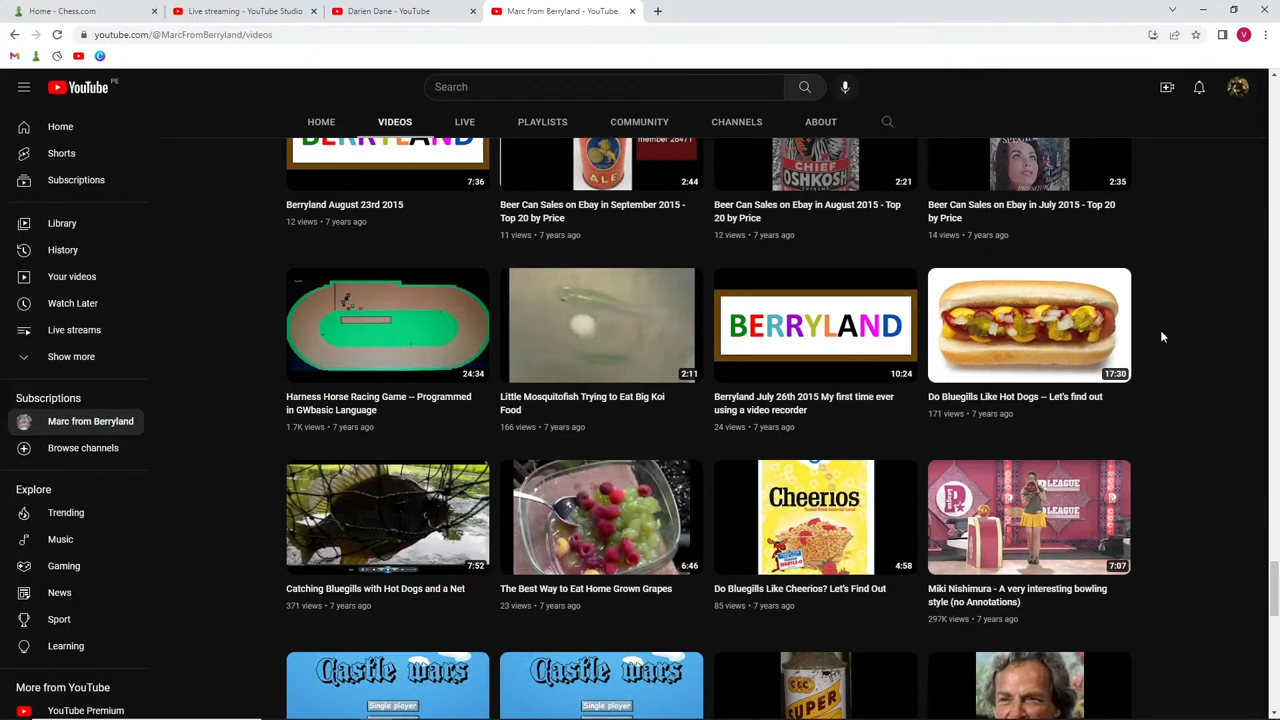 Home - Chess.com
Live streaming - YouTube Studio
Darien Dane - YouTube
Marc from Berryland - YouTube
youtube.com/@MarcFromBerryland/videos
V
YouTube PE
Search
HOME VIDEOS LIVE PLAYLISTS COMMUNITY CHANNELS ABOUT
Home
Shorts
Subscriptions
Library
History
Your videos
Watch Later
Live streams
Show more
Subscriptions
Marc from Berryland
Browse channels
Explore
Trending
Music
Gaming
News
Sport
Learning
More from YouTube
YouTube Premium
BERRYLAND
7:36
Berryland August 23rd 2015
12 views • 7 years ago
ALE
member 28471
2:44
Beer Can Sales on Ebay in September 2015 -
Top 20 by Price
11 views • 7 years ago
CHIEF
OSHKOSH
2:21
Beer Can Sales on Ebay in August 2015 - Top
20 by Price
12 views • 7 years ago
2:35
Beer Can Sales on Ebay in July 2015 - Top 20
by Price
14 views • 7 years ago
24:34
Harness Horse Racing Game -- Programmed
in GWbasic Language
1.7K views • 7 years ago
2:11
Little Mosquitofish Trying to Eat Big Koi
Food
166 views • 7 years ago
BERRYLAND
10:24
Berryland July 26th 2015 My first time ever
using a video recorder
24 views • 7 years ago
17:30
Do Bluegills Like Hot Dogs -- Let's find out
171 views • 7 years ago
7:52
Catching Bluegills with Hot Dogs and a Net
371 views • 7 years ago
6:46
The Best Way to Eat Home Grown Grapes
23 views • 7 years ago
Cheerios
4:58
Do Bluegills Like Cheerios? Let's Find Out
85 views • 7 years ago
P LEAGUE
7:07
Miki Nishimura - A very interesting bowling
style (no Annotations)
297K views • 7 years ago
Castle wars
Single player
Castle wars
Single player
SUPER